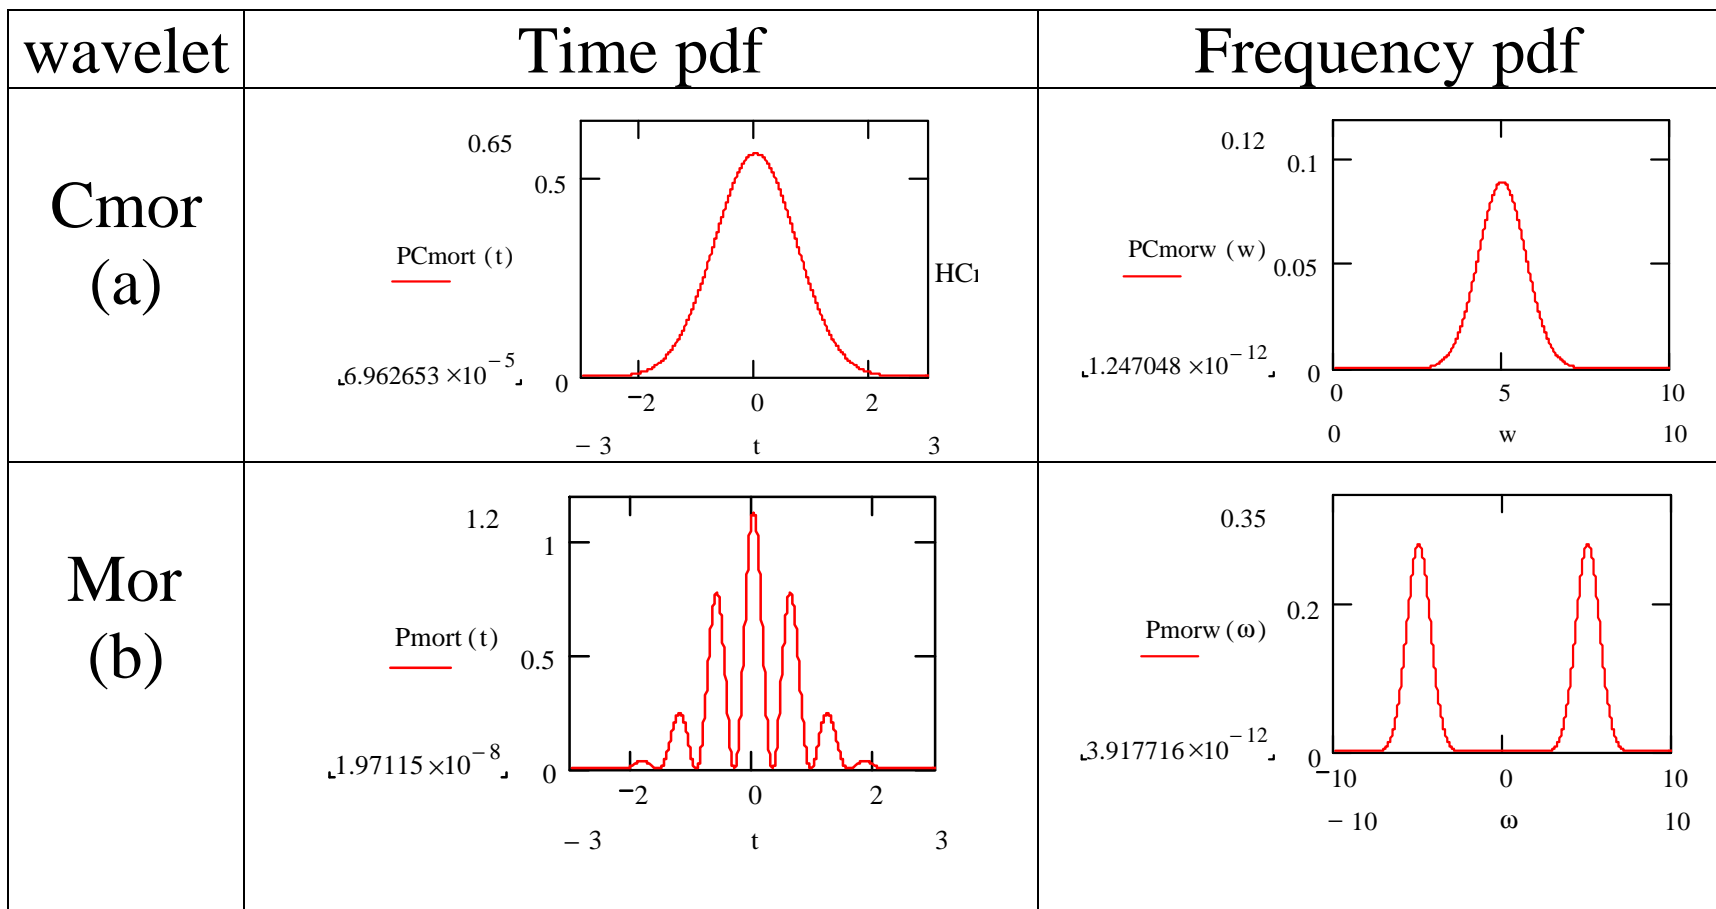 wavelet Time pdf Frequency pdf
Cmor
(a)
0.65
0.5
PCmort (t)
HCr
6.962653 ×10^−5
0
−2 0 2
−3 t 3
0.12
0.1
PCmorw (w)
0.05
1.247048 ×10^−12
0
0 5 10
0 w 10
Mor
(b)
1.2
1
Pmort (t)
0.5
1.97115 ×10^−8
0
−2 0 2
−3 t 3
0.35
0.2
Pmorw (ω)
3.917716 ×10^−12
0
−10 0 10
−10 ω 10